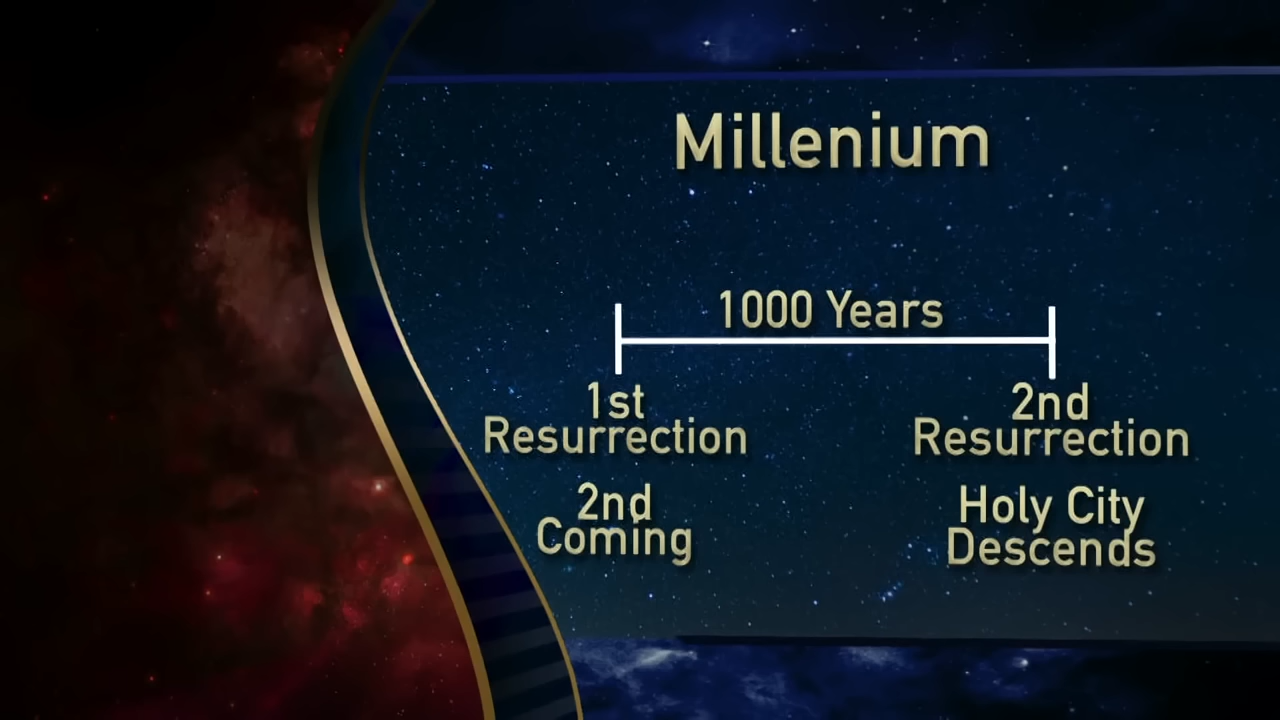 Millenium
1000 Years
1st
Resurrection
2nd
Coming
2nd
Resurrection
Holy City
Descends